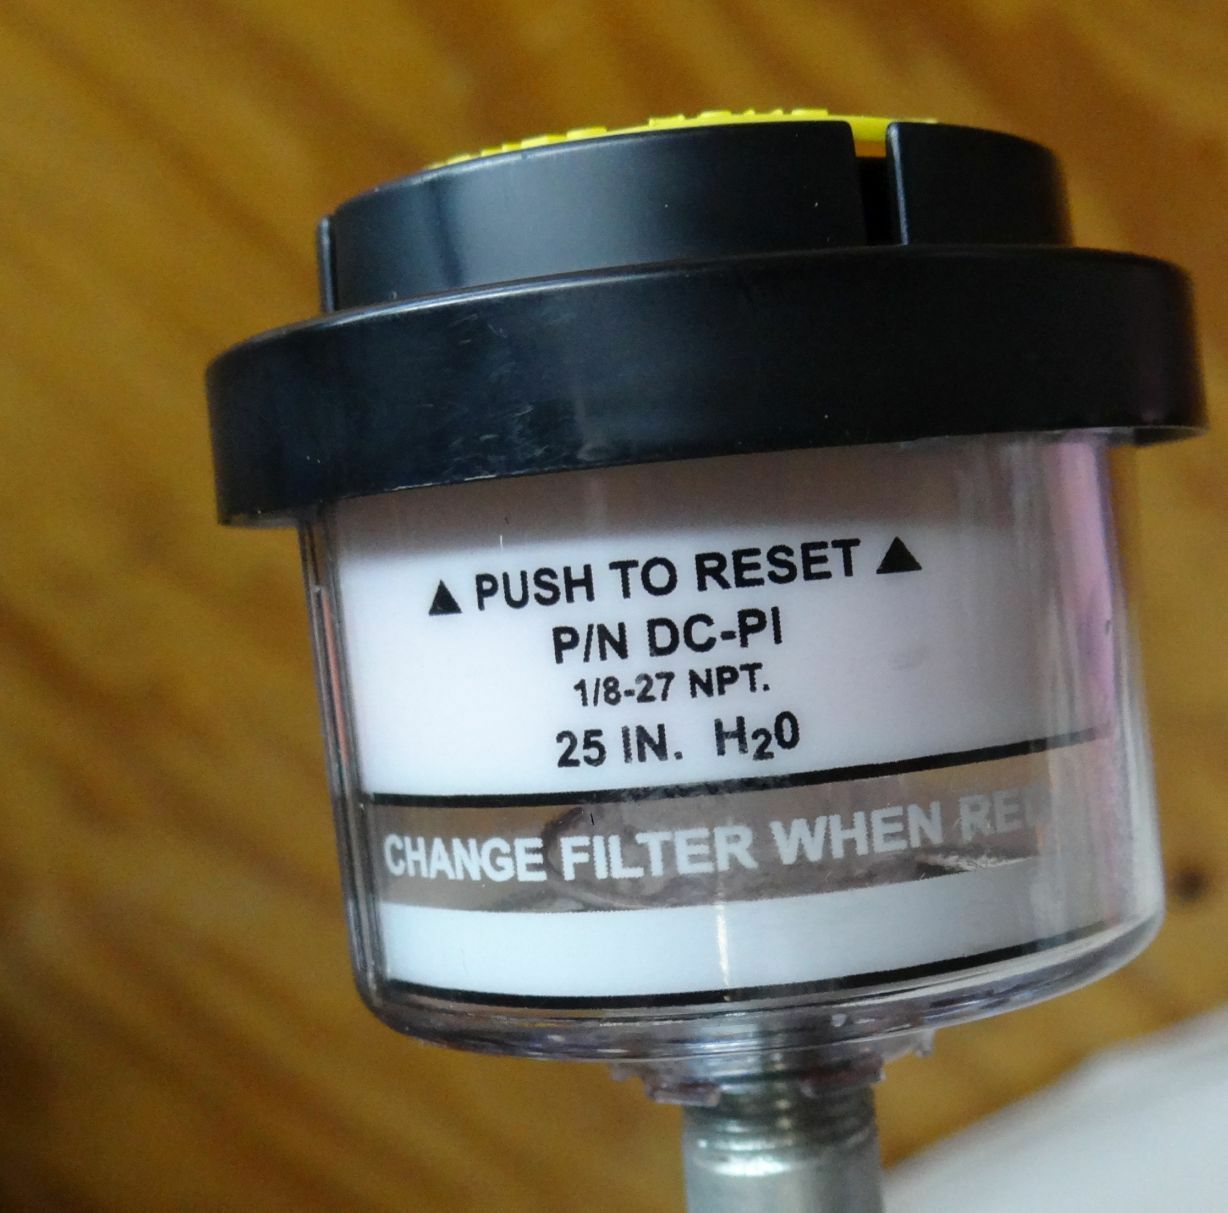 ▲ PUSH TO RESET ▲
P/N DC-PI
1/8-27 NPT.
25 IN. H₂0
CHANGE FILTER WHEN